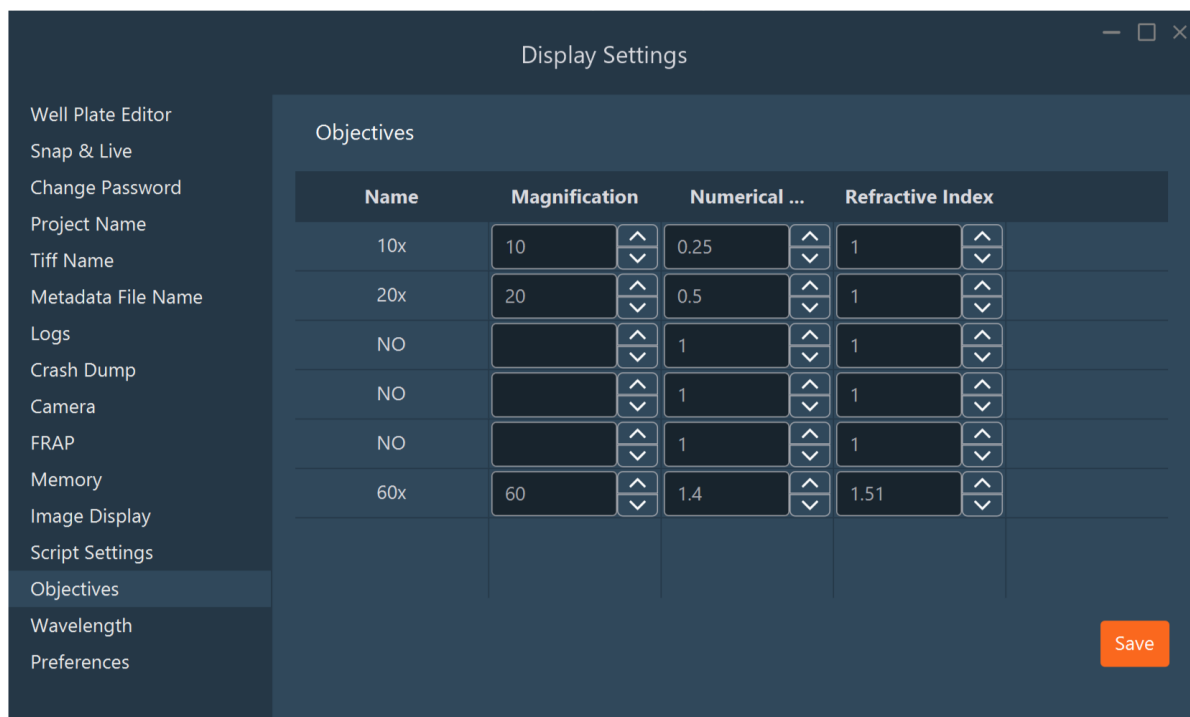 Display Settings
Well Plate Editor
Snap & Live
Change Password
Project Name
Tiff Name
Metadata File Name
Logs
Crash Dump
Camera
FRAP
Memory
Image Display
Script Settings
Objectives
Wavelength
Preferences
Objectives
Name Magnification Numerical ... Refractive Index
10x 10 0.25 1
20x 20 0.5 1
NO 1 1
NO 1 1
NO 1 1
60x 60 1.4 1.51
Save